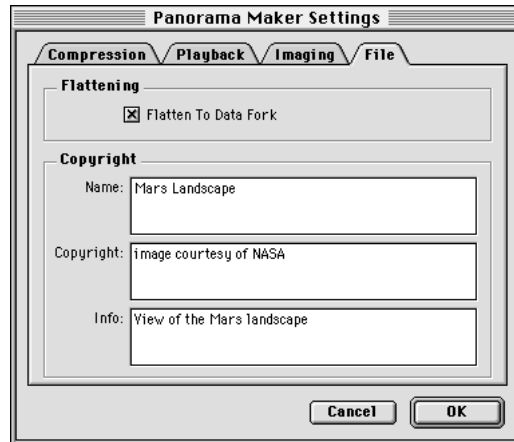 Panorama Maker Settings
Compression Playback Imaging File
Flattening
Flatten To Data Fork
Copyright
Name: Mars Landscape
Copyright: image courtesy of NASA
Info: View of the Mars landscape
Cancel OK